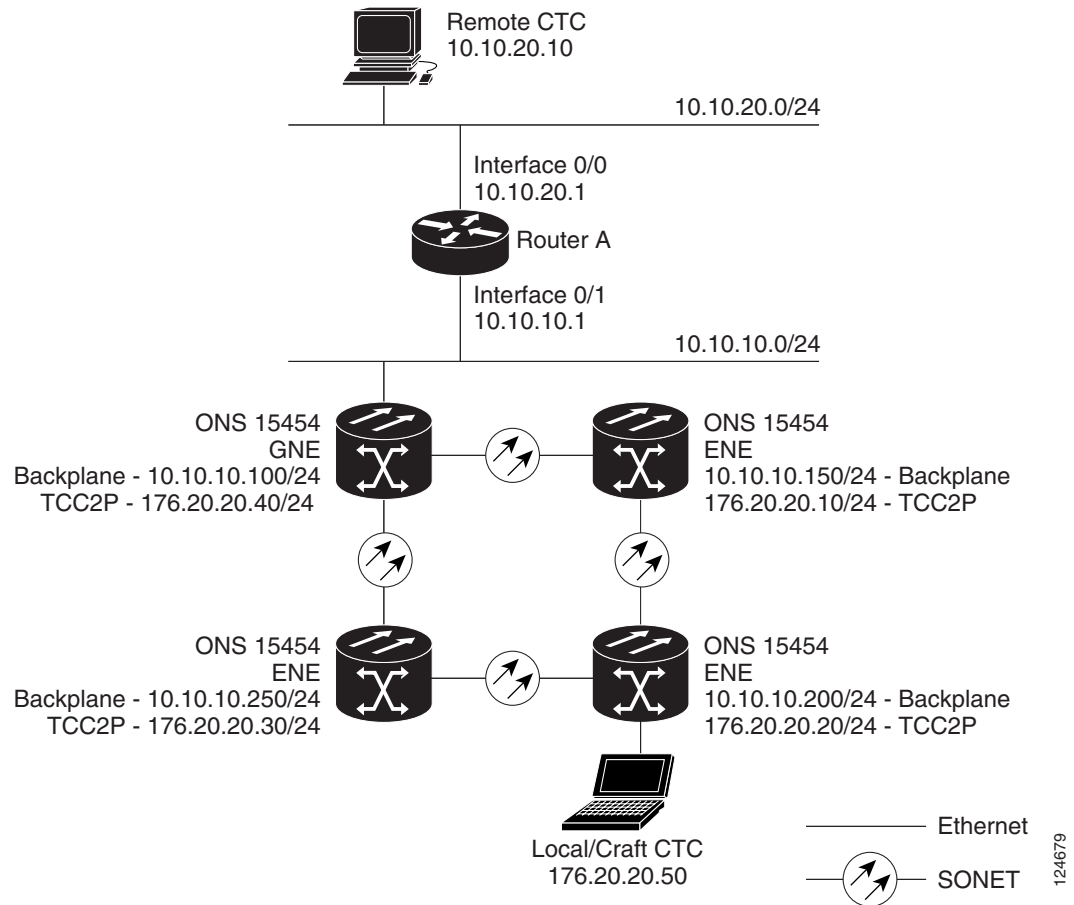 Remote CTC
10.10.20.10
10.10.20.0/24
Interface 0/0
10.10.20.1
Router A
Interface 0/1
10.10.10.1
10.10.10.0/24
ONS 15454
GNE
Backplane - 10.10.10.100/24
TCC2P - 176.20.20.40/24
ONS 15454
ENE
10.10.10.150/24 - Backplane
176.20.20.10/24 - TCC2P
ONS 15454
ENE
Backplane - 10.10.10.250/24
TCC2P - 176.20.20.30/24
ONS 15454
ENE
10.10.10.200/24 - Backplane
176.20.20.20/24 - TCC2P
Local/Craft CTC
176.20.20.50
Ethernet
SONET
124679